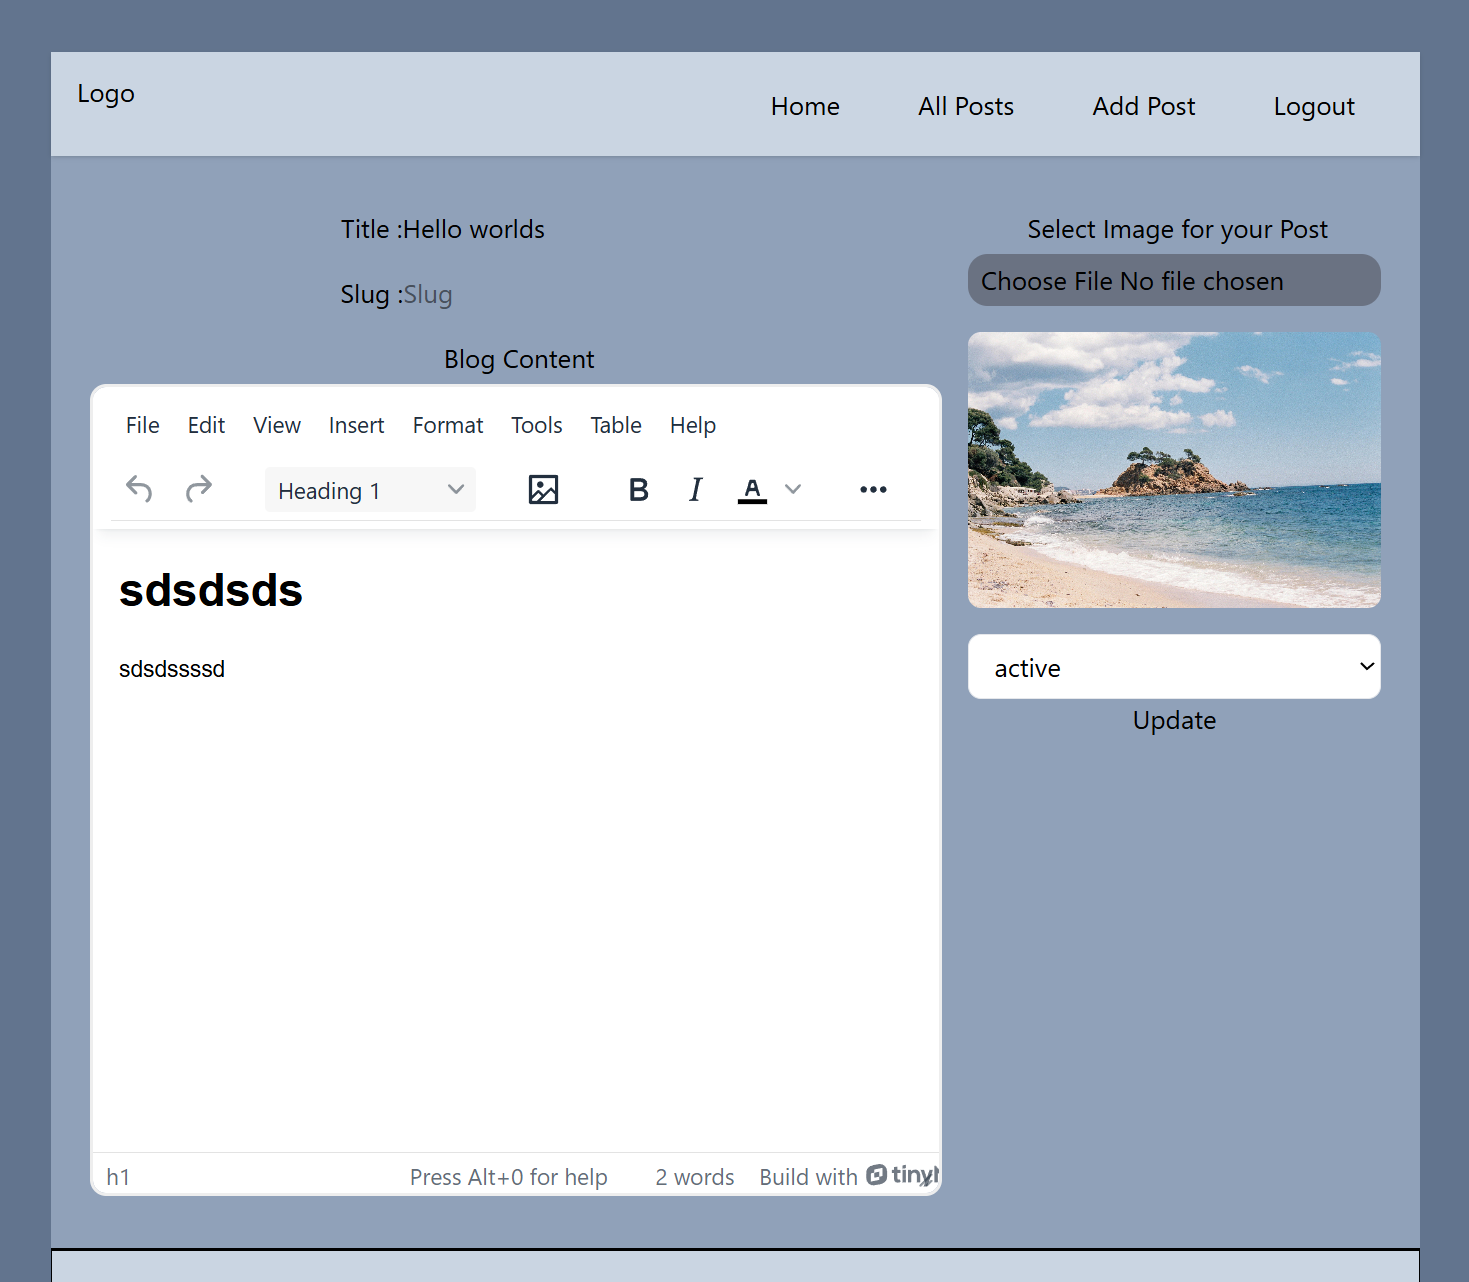 Logo
Home All Posts Add Post Logout
Title :Hello worlds
Slug :Slug
Blog Content
File Edit View Insert Format Tools Table Help
Heading 1 B I A
sdsdsds
sdsdssssd
h1 Press Alt+0 for help 2 words Build with
Select Image for your Post
Choose File No file chosen
active
Update